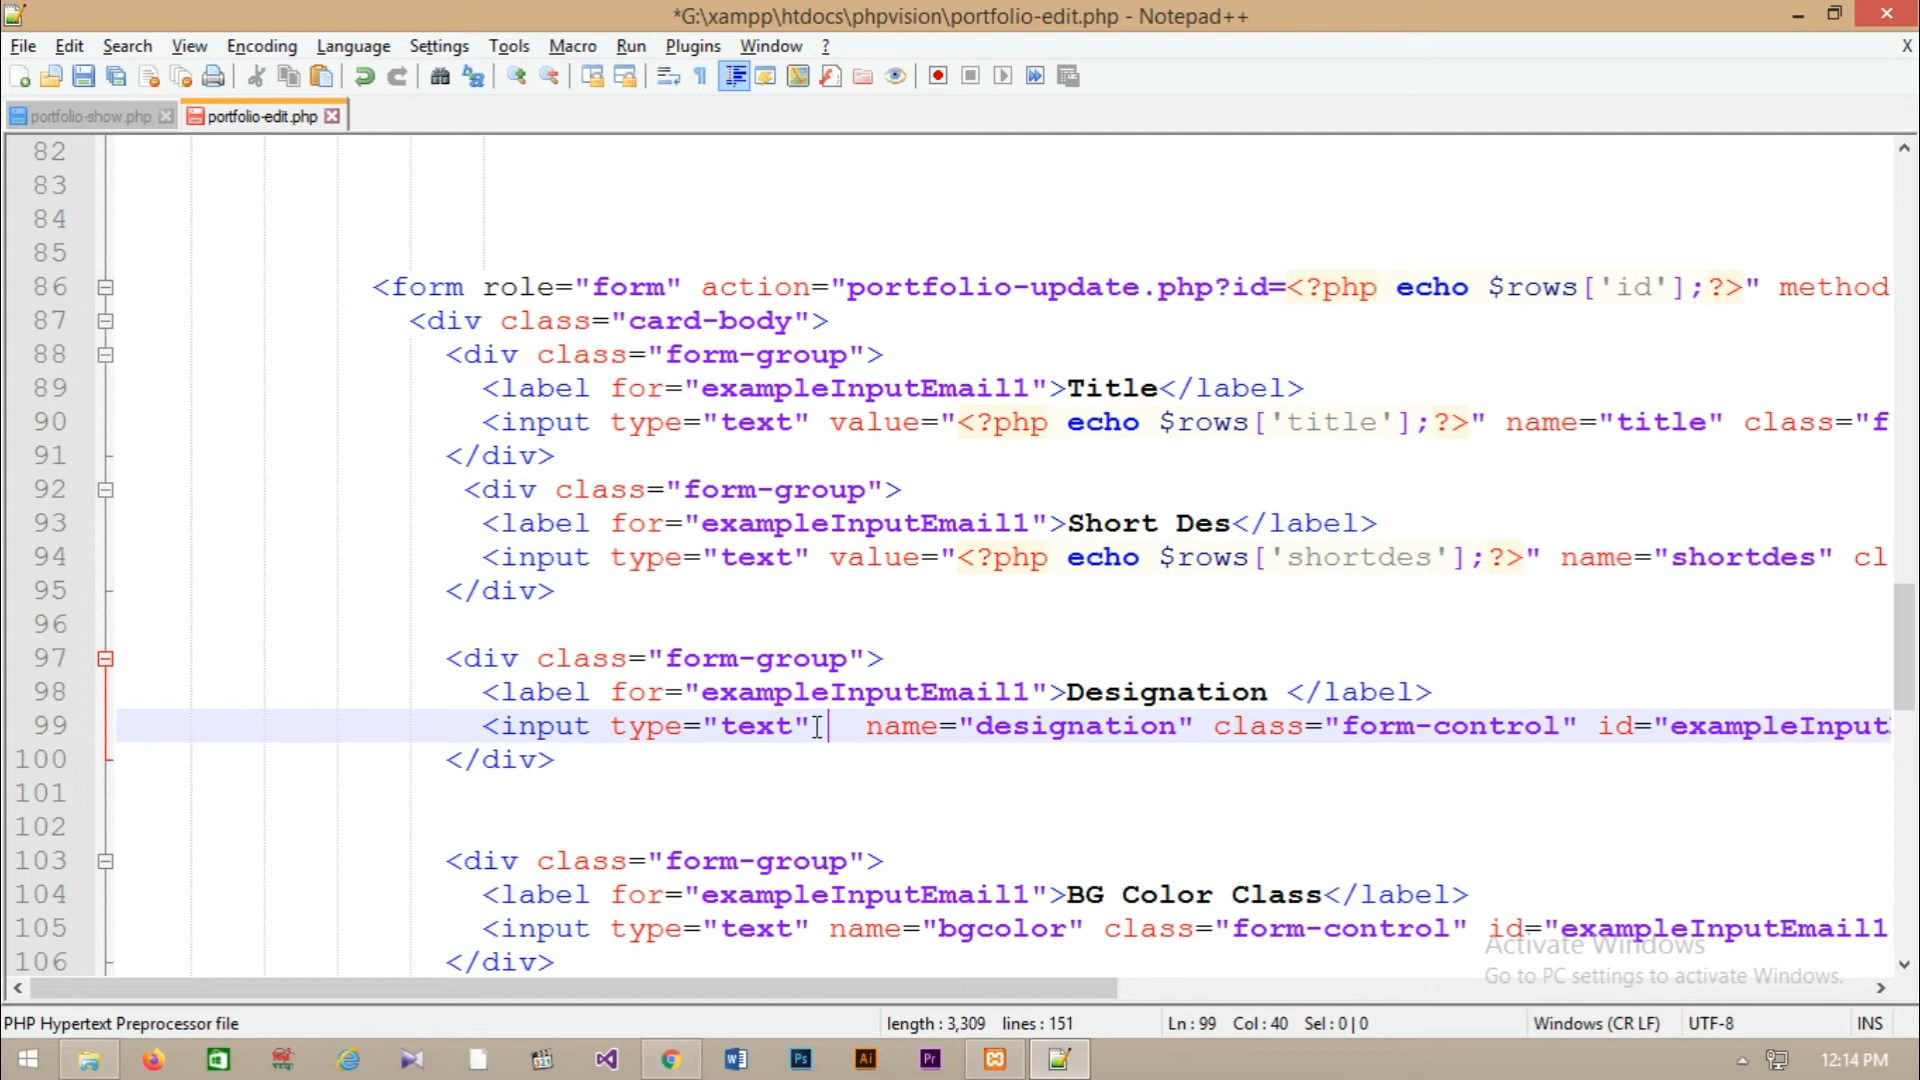 *G:\xampp\htdocs\phpvision\portfolio-edit.php - Notepad++
File Edit Search View Encoding Language Settings Tools Macro Run Plugins Window ? X
portfolio-show.php portfolio-edit.php
82
83
84
85
86 <form role="form" action="portfolio-update.php?id=<?php echo $rows['id'];?>" method
87 <div class="card-body">
88 <div class="form-group">
89 <label for="exampleInputEmail1">Title</label>
90 <input type="text" value="<?php echo $rows['title'];?>" name="title" class="f
91 </div>
92 <div class="form-group">
93 <label for="exampleInputEmail1">Short Des</label>
94 <input type="text" value="<?php echo $rows['shortdes'];?>" name="shortdes" cl
95 </div>
96
97 <div class="form-group">
98 <label for="exampleInputEmail1">Designation </label>
99 <input type="text" name="designation" class="form-control" id="exampleInput
100 </div>
101
102
103 <div class="form-group">
104 <label for="exampleInputEmail1">BG Color Class</label>
105 <input type="text" name="bgcolor" class="form-control" id="exampleInputEmail1
106 </div>
Activate Windows
Go to PC settings to activate Windows.
PHP Hypertext Preprocessor file length : 3,309 lines : 151 Ln : 99 Col : 40 Sel : 0 | 0 Windows (CR LF) UTF-8 INS
Ps Ai Pr 12:14 PM